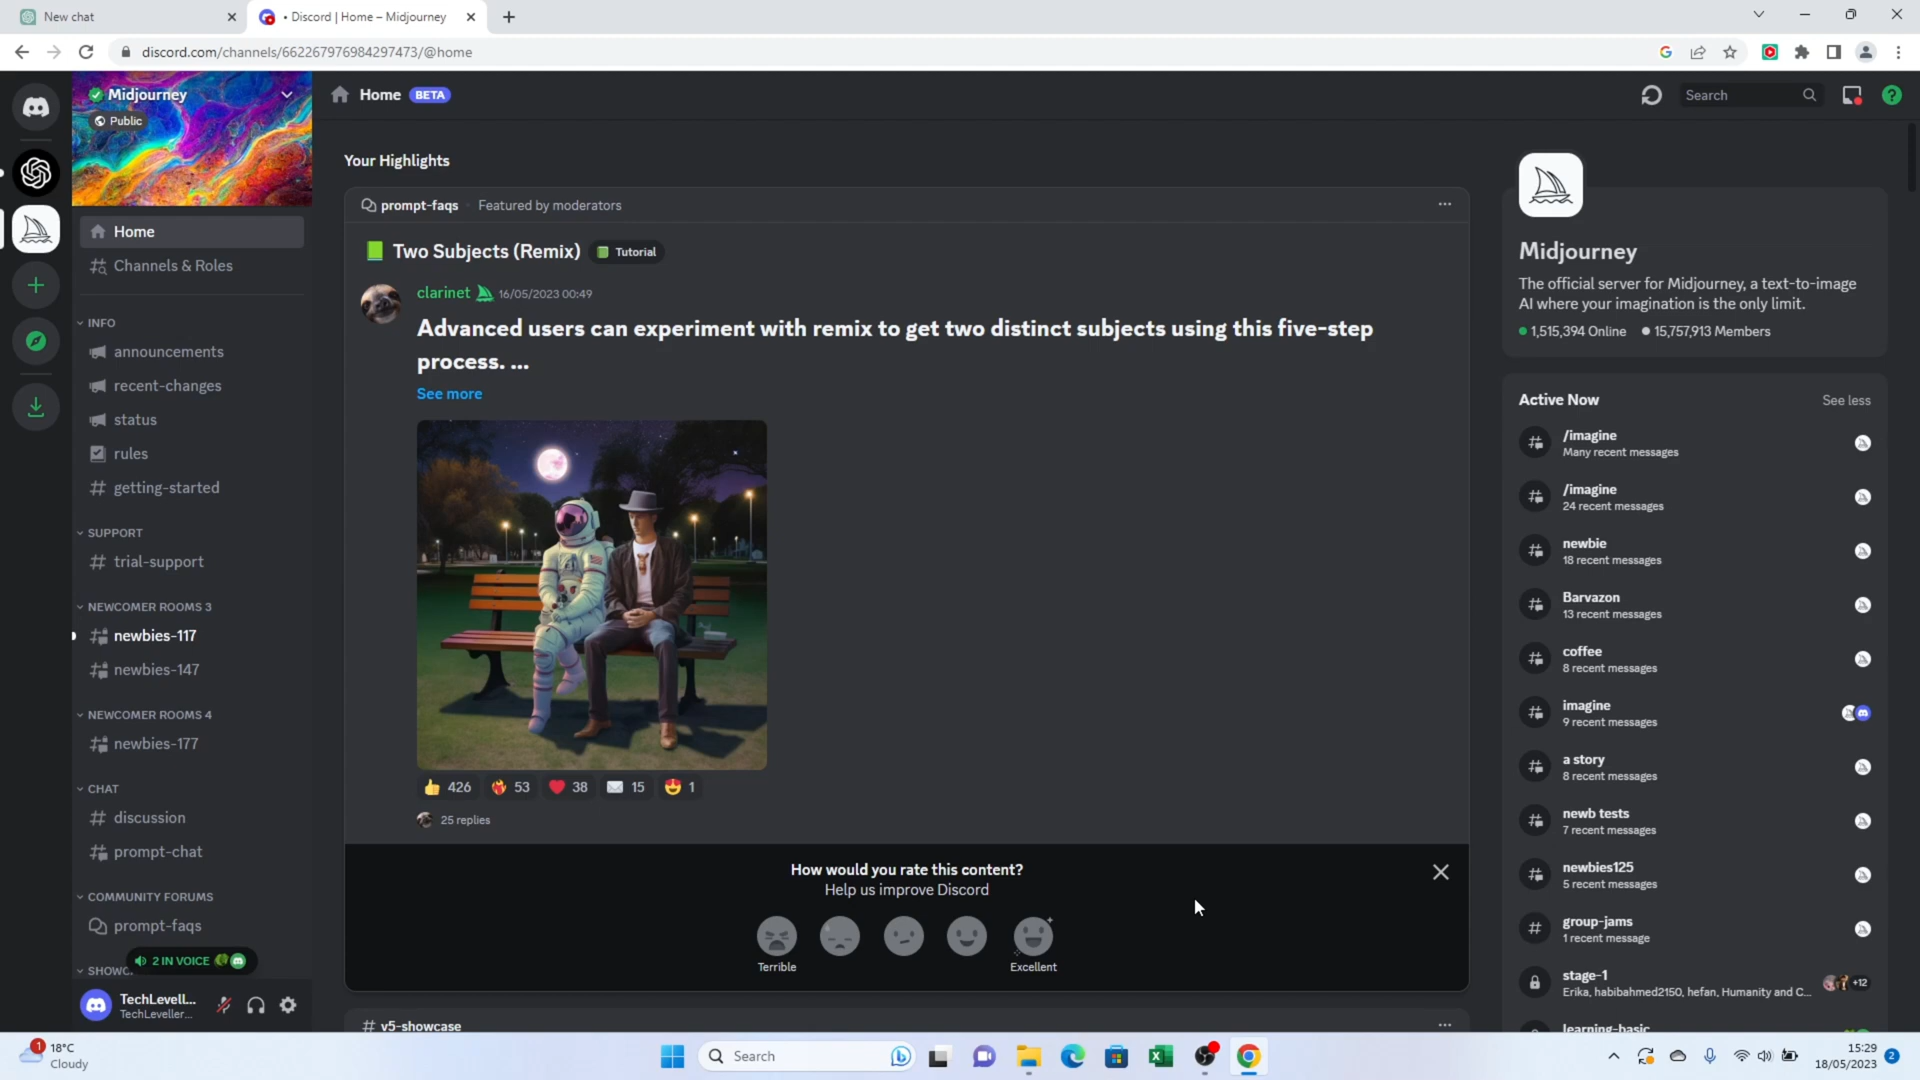 New chat
• Discord | Home – Midjourney
discord.com/channels/662267976984297473/@home
Midjourney
Public
Home
Channels & Roles
INFO
announcements
recent-changes
status
rules
getting-started
SUPPORT
trial-support
NEWCOMER ROOMS 3
newbies-117
newbies-147
NEWCOMER ROOMS 4
newbies-177
CHAT
discussion
prompt-chat
COMMUNITY FORUMS
prompt-faqs
2 IN VOICE
TechLevell...
TechLeveller...
Home BETA
Search
Your Highlights
prompt-faqs • Featured by moderators
Two Subjects (Remix) Tutorial
clarinet 16/05/2023 00:49
Advanced users can experiment with remix to get two distinct subjects using this five-step
process. ...
See more
426 53 38 15 1
25 replies
How would you rate this content?
Help us improve Discord
Terrible
Excellent
# v5-showcase
Midjourney
The official server for Midjourney, a text-to-image
AI where your imagination is the only limit.
1,515,394 Online 15,757,913 Members
Active Now
See less
/imagine
Many recent messages
/imagine
24 recent messages
newbie
18 recent messages
Barvazon
13 recent messages
coffee
8 recent messages
imagine
9 recent messages
a story
8 recent messages
newb tests
7 recent messages
newbies125
5 recent messages
group-jams
1 recent message
stage-1
Erika, habibahmed2150, hefan, Humanity and C...
+12
learning-basic
1
18°C
Cloudy
Search
15:29
18/05/2023
2